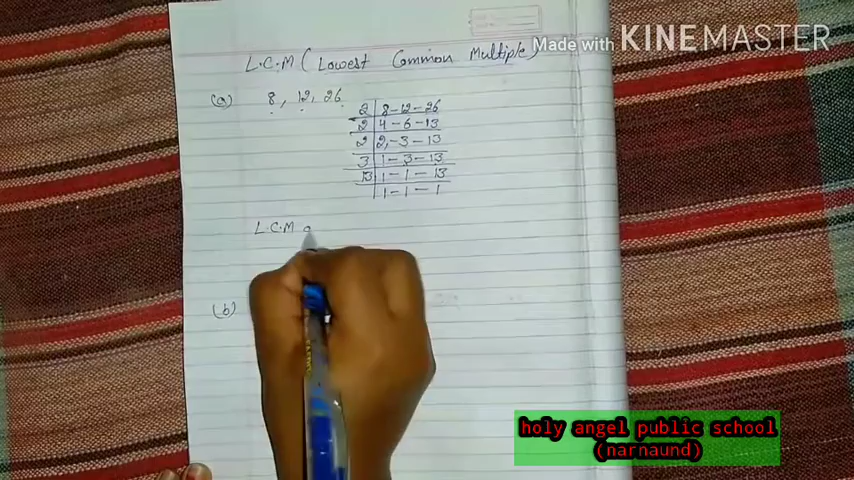 Made with KINEMASTER
L.C.M (Lowest Common Multiple)
(a) 8, 12, 26
2 | 8 - 12 - 26
2 | 4 - 6 - 13
2 | 2, - 3 - 13
3 | 1 - 3 - 13
13 | 1 - 1 - 13
1 - 1 - 1
L.C.M o
(b)
holy angel public school
(narnaund)